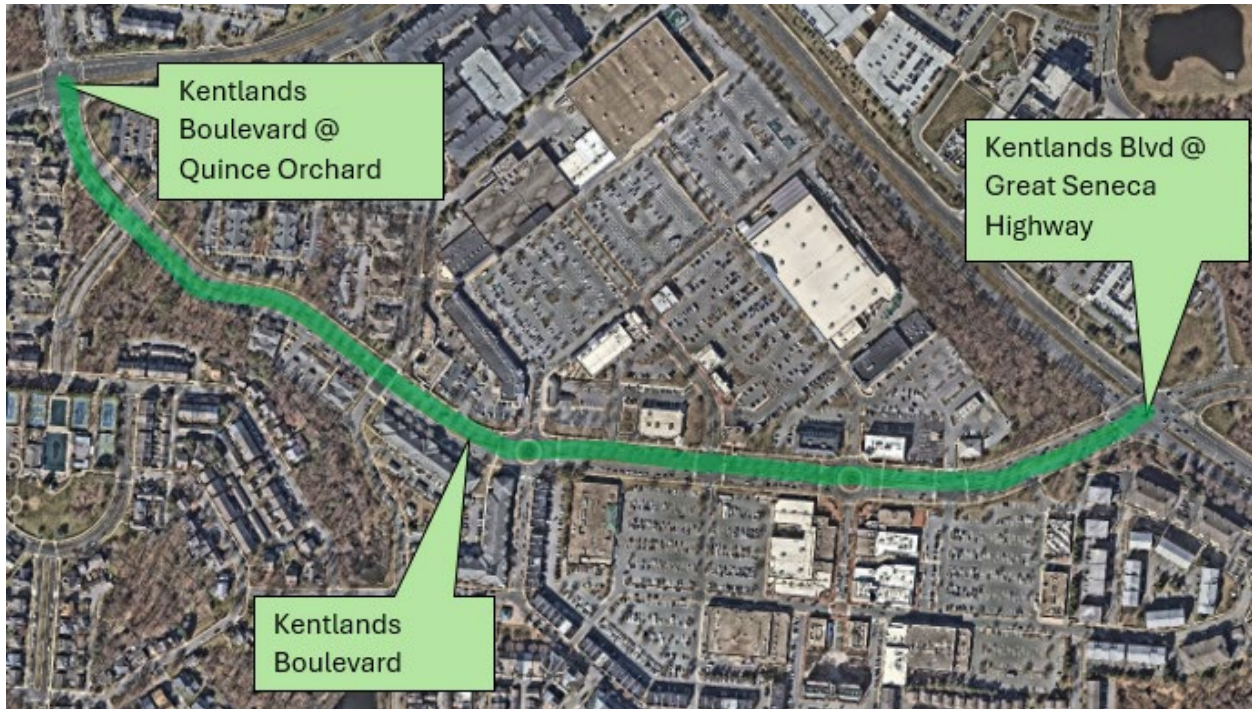 Kentlands
Boulevard @
Quince Orchard
Kentlands Blvd @
Great Seneca
Highway
Kentlands
Boulevard